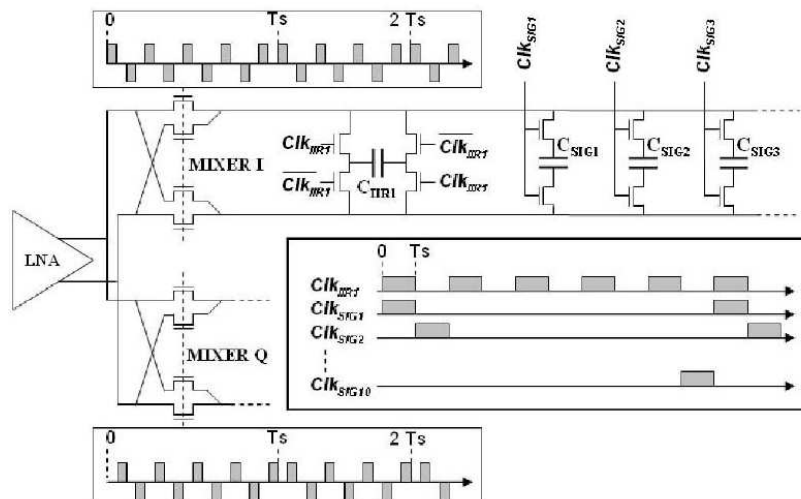 0 Ts 2 Ts
Clk_SIG1
Clk_SIG2
Clk_SIG3
MIXER I
Clk_IIR1
Clk_IIR1
Clk_IIR1
Clk_IIR1
C_IIR1
C_SIG1
C_SIG2
C_SIG3
LNA
MIXER Q
0 Ts
Clk_IIR1
Clk_SIG1
Clk_SIG2
Clk_SIG10
0 Ts 2 Ts